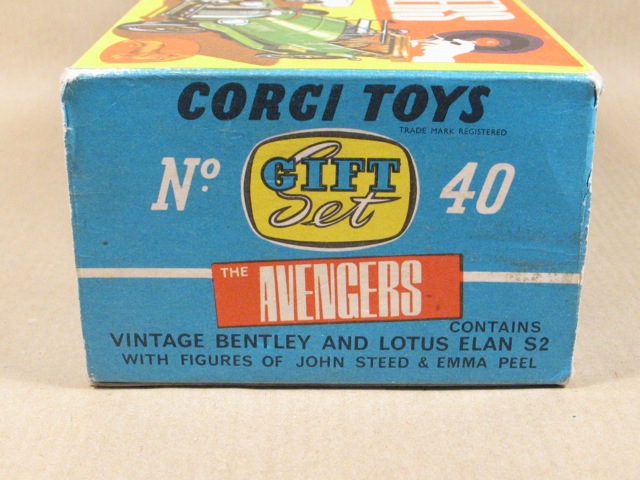 CORGI TOYS
TRADE MARK REGISTERED
Nº GIFT Set 40
THE AVENGERS
CONTAINS
VINTAGE BENTLEY AND LOTUS ELAN S2
WITH FIGURES OF JOHN STEED & EMMA PEEL